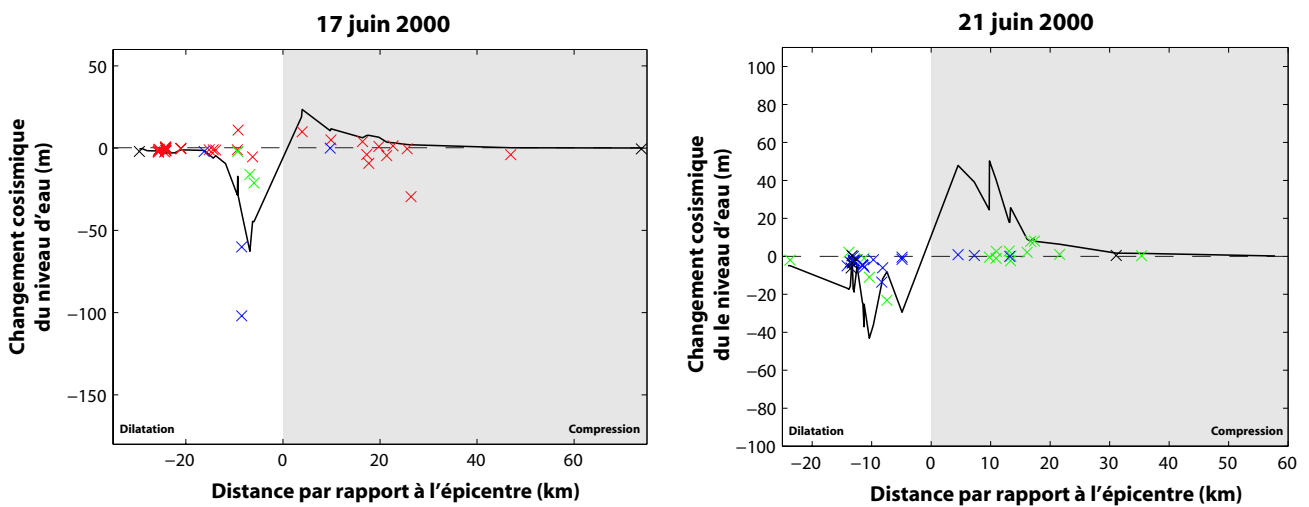 17 juin 2000
Changement cosismique
du niveau d'eau (m)
50
0
−50
−100
−150
Dilatation
Compression
−20
0
20
40
60
Distance par rapport à l'épicentre (km)
21 juin 2000
Changement cosismique
du le niveau d'eau (m)
100
80
60
40
20
0
−20
−40
−60
−80
−100
Dilatation
Compression
−20
−10
0
10
20
30
40
50
60
Distance par rapport à l'épicentre (km)